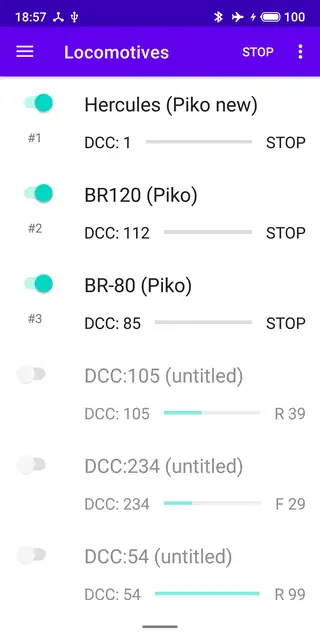 18:57 100
Locomotives STOP
Hercules (Piko new)
#1 DCC: 1 STOP
BR120 (Piko)
#2 DCC: 112 STOP
BR-80 (Piko)
#3 DCC: 85 STOP
DCC:105 (untitled)
DCC: 105 R 39
DCC:234 (untitled)
DCC: 234 F 29
DCC:54 (untitled)
DCC: 54 R 99